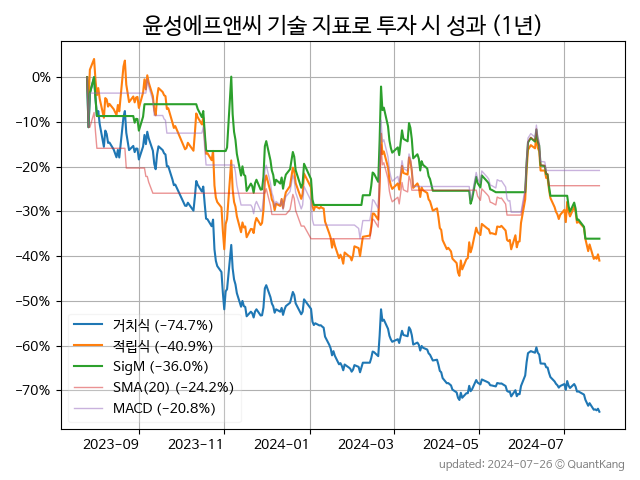 윤성에프앤씨 기술 지표로 투자 시 성과 (1년)
0%
−10%
−20%
−30%
−40%
−50%
−60%
−70%
거치식 (−74.7%)
적립식 (−40.9%)
SigM (−36.0%)
SMA(20) (−24.2%)
MACD (−20.8%)
2023−09
2023−11
2024−01
2024−03
2024−05
2024−07
updated: 2024−07−26 © QuantKang